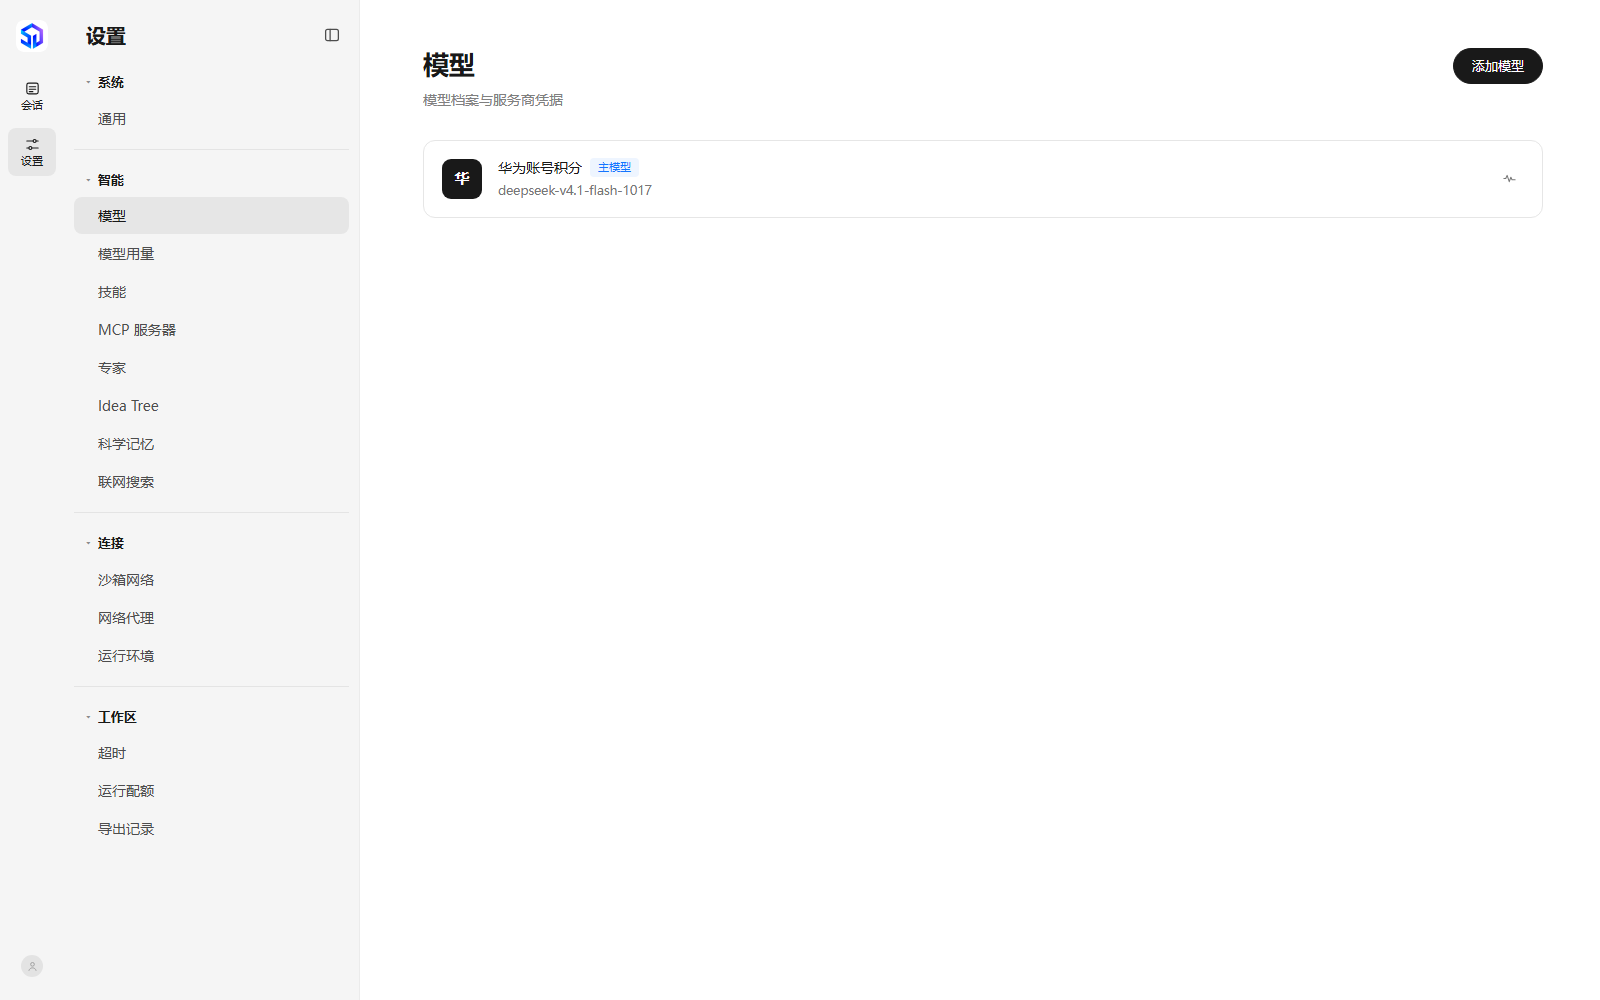 会话
设置
设置
系统
通用
智能
模型
模型用量
技能
MCP 服务器
专家
Idea Tree
科学记忆
联网搜索
连接
沙箱网络
网络代理
运行环境
工作区
超时
运行配额
导出记录
模型
模型档案与服务商凭据
添加模型
华
华为账号积分 主模型
deepseek-v4.1-flash-1017